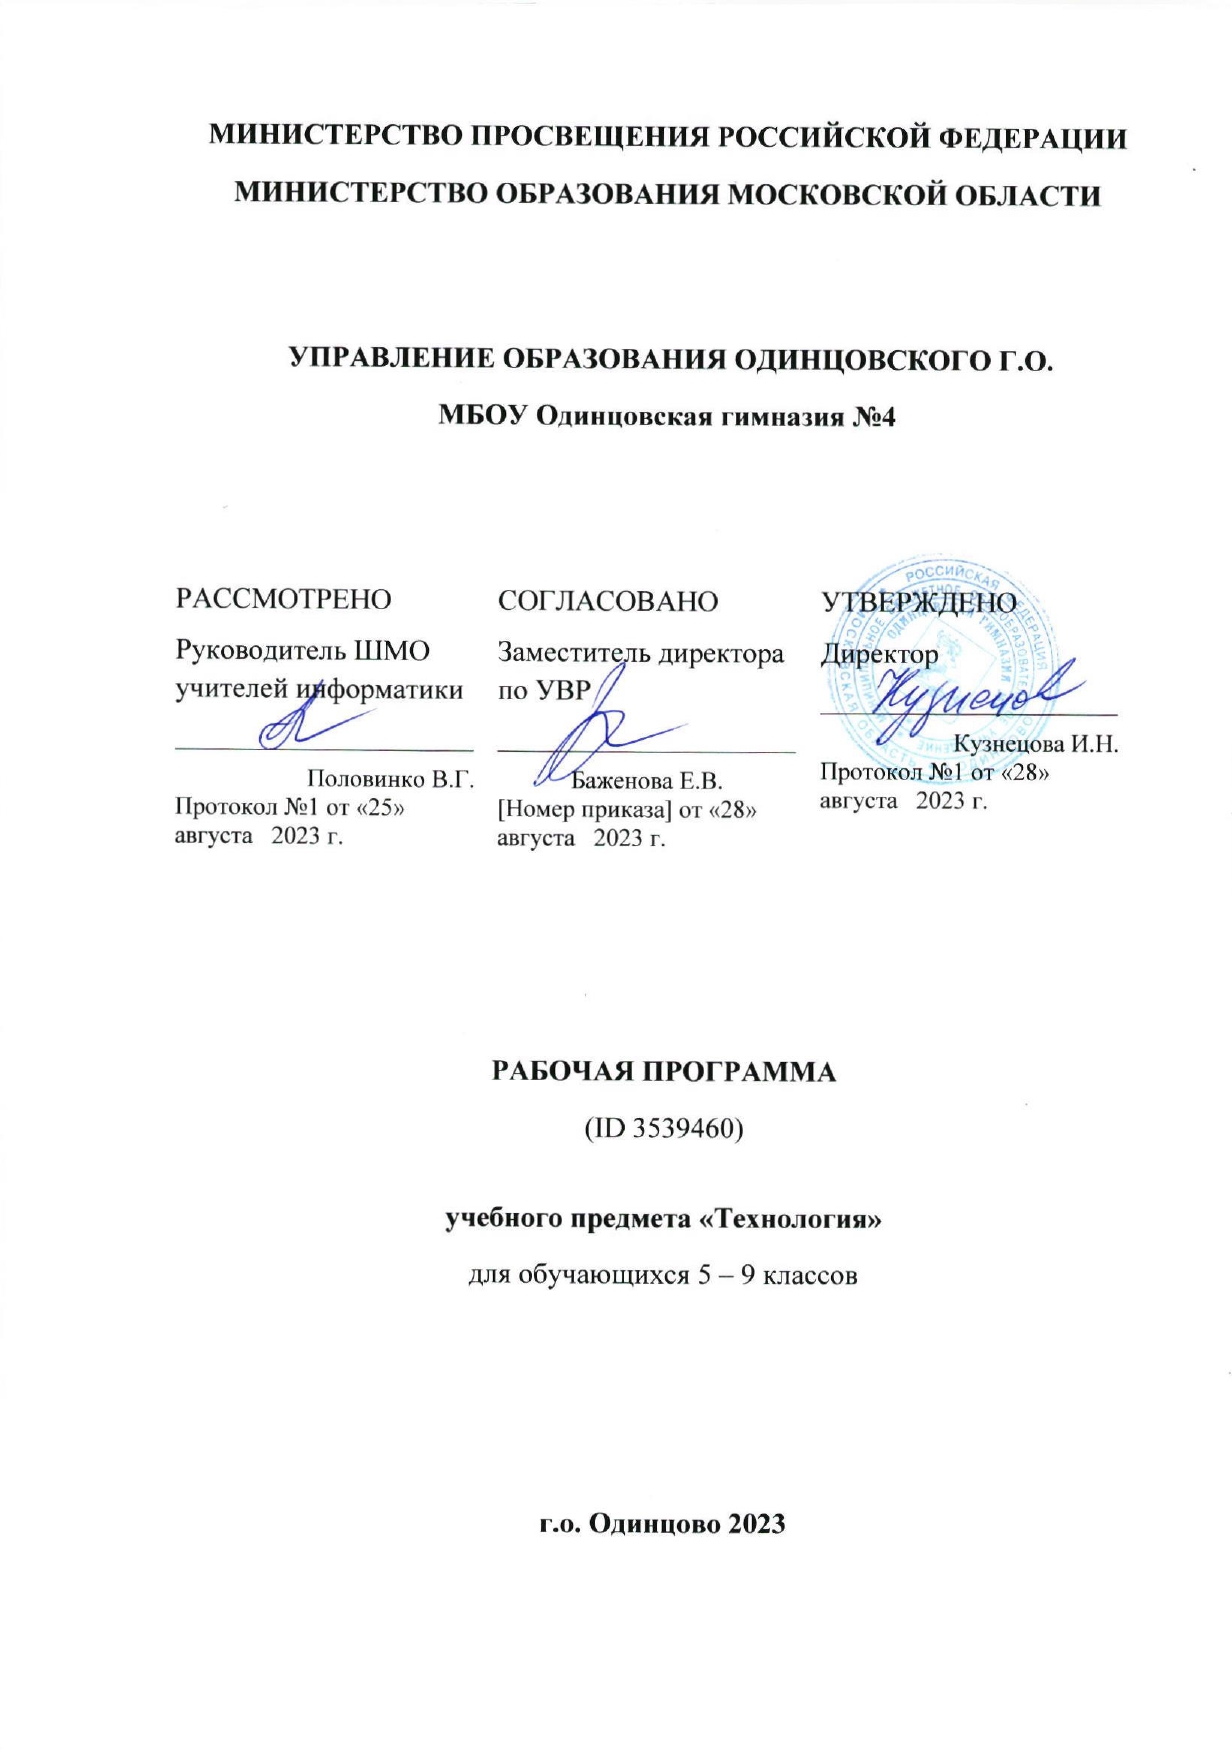 МИНИСТЕРСТВО ПРОСВЕЩЕНИЯ РОССИЙСКОЙ ФЕДЕРАЦИИ
МИНИСТЕРСТВО ОБРАЗОВАНИЯ МОСКОВСКОЙ ОБЛАСТИ
УПРАВЛЕНИЕ ОБРАЗОВАНИЯ ОДИНЦОВСКОГО Г.О.
МБОУ Одинцовская гимназия №4
РАССМОТРЕНО
Руководитель ШМО
учителей информатики
Половинко В.Г.
Протокол №1 от «25»
августа 2023 г.
СОГЛАСОВАНО
Заместитель директора
по УВР
Баженова Е.В.
[Номер приказа] от «28»
августа 2023 г.
УТВЕРЖДЕНО
Директор
Кузнецова И.Н.
Протокол №1 от «28»
августа 2023 г.
РОССИЙСКАЯ ФЕДЕРАЦИЯ
РАБОЧАЯ ПРОГРАММА
(ID 3539460)
учебного предмета «Технология»
для обучающихся 5 – 9 классов
г.о. Одинцово 2023